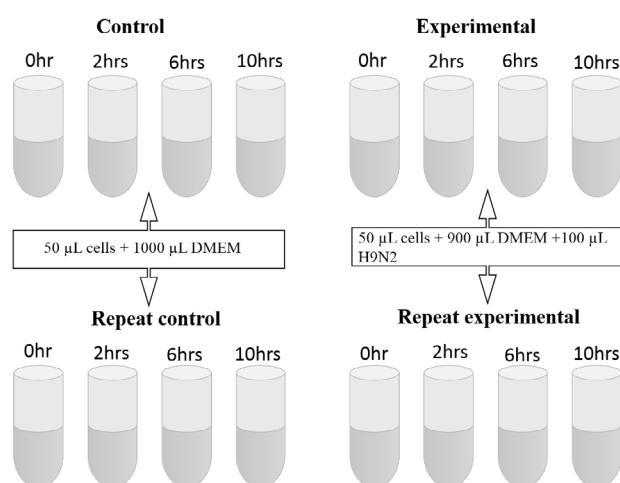 Control
Experimental
0hr 2hrs 6hrs 10hrs
0hr 2hrs 6hrs 10hrs
50 µL cells + 1000 µL DMEM
50 µL cells + 900 µL DMEM +100 µL
H9N2
Repeat control
Repeat experimental
0hr 2hrs 6hrs 10hrs
0hr 2hrs 6hrs 10hrs